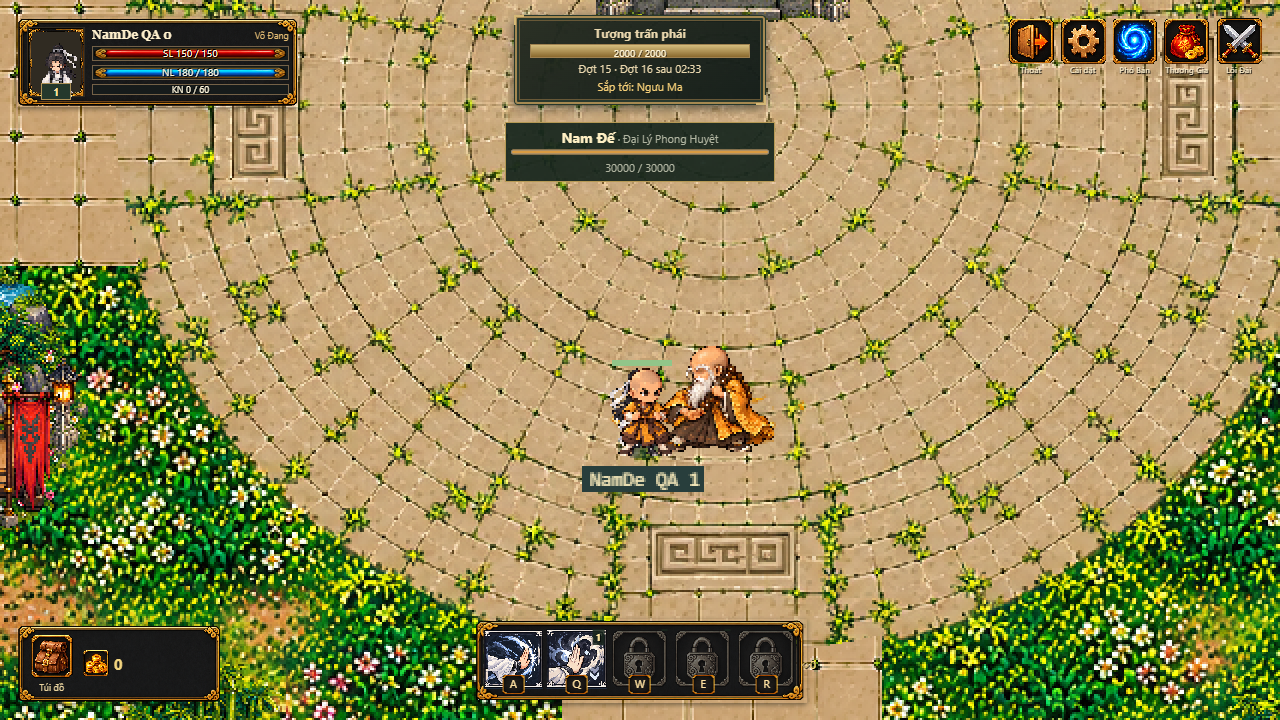 NamDe QA 0
Võ Đang
SL 150 / 150
NL 180 / 180
KN 0 / 60
1
Tượng trấn phái
2000 / 2000
Đợt 15 · Đợt 16 sau 02:33
Sắp tới: Ngưu Ma
Nam Đế · Đại Lý Phong Huyệt
30000 / 30000
Thoát
Cài đặt
Phó Bản
Thương Gia
Lôi Đài
NamDe QA 1
Túi đồ
0
1
A
Q
W
E
R